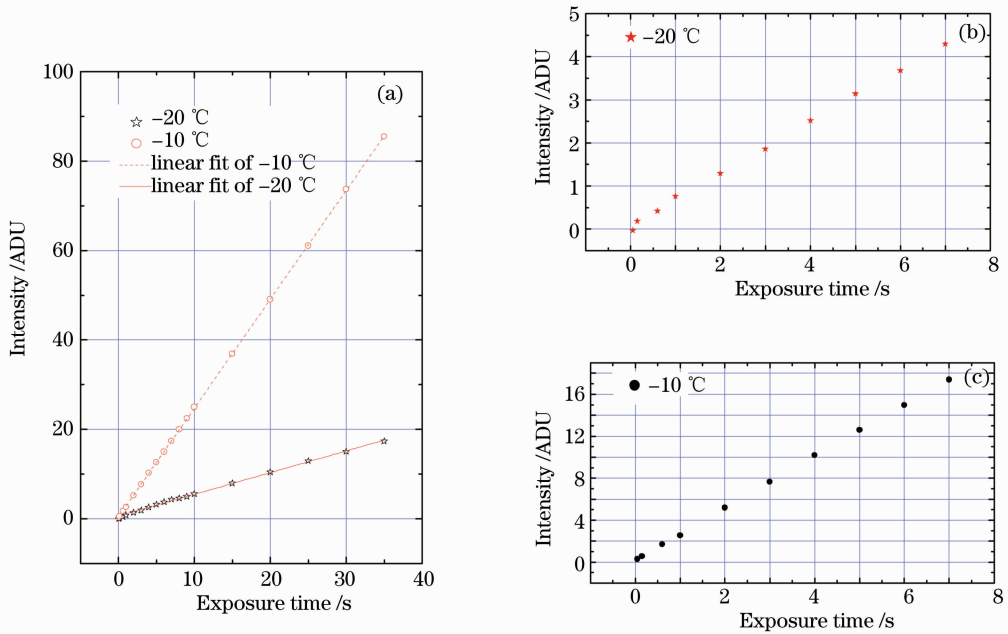 (a)
100
80
60
40
20
0
Intensity /ADU
−20 ℃
−10 ℃
linear fit of −10 ℃
linear fit of −20 ℃
0 10 20 30 40
Exposure time /s
(b)
5
4
3
2
1
0
Intensity /ADU
−20 ℃
0 2 4 6 8
Exposure time /s
(c)
16
12
8
4
0
Intensity /ADU
−10 ℃
0 2 4 6 8
Exposure time /s